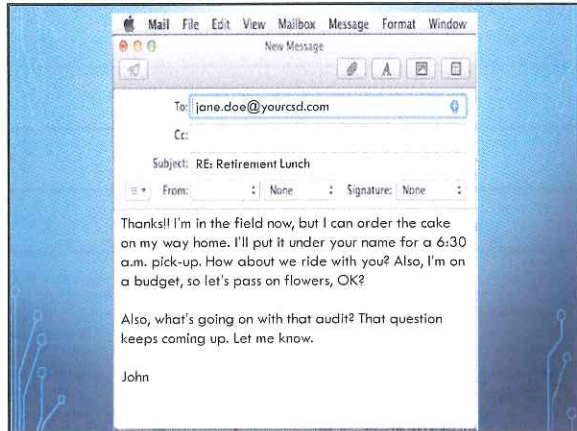 Mail File Edit View Mailbox Message Format Window
New Message
A
To: jane.doe@yourcsd.com
Cc:
Subject: RE: Retirement Lunch
From: None Signature: None
Thanks!! I'm in the field now, but I can order the cake
on my way home. I'll put it under your name for a 6:30
a.m. pick-up. How about we ride with you? Also, I'm on
a budget, so let's pass on flowers, OK?
Also, what's going on with that audit? That question
keeps coming up. Let me know.
John